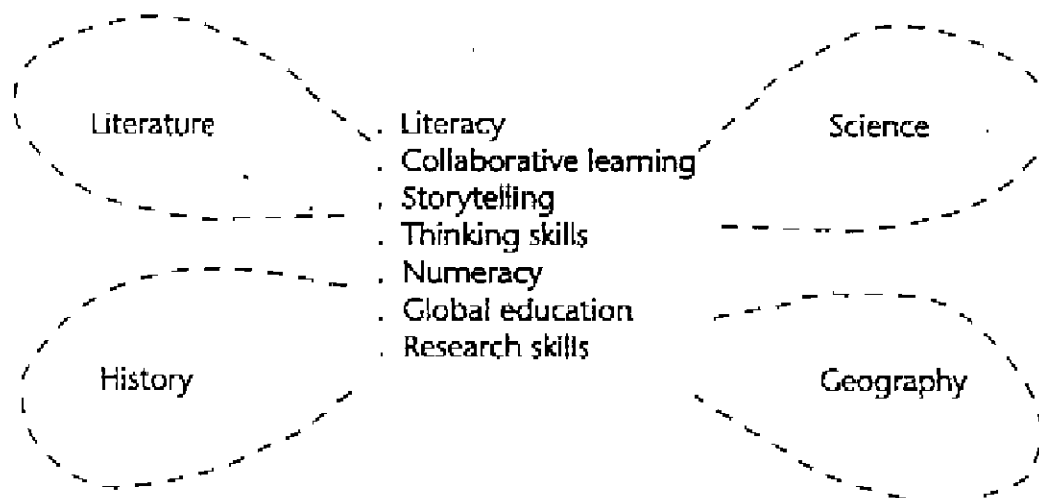 Literature
Science
. Literacy
. Collaborative learning
. Storytelling
. Thinking skills
. Numeracy
. Global education
. Research skills
History
Geography